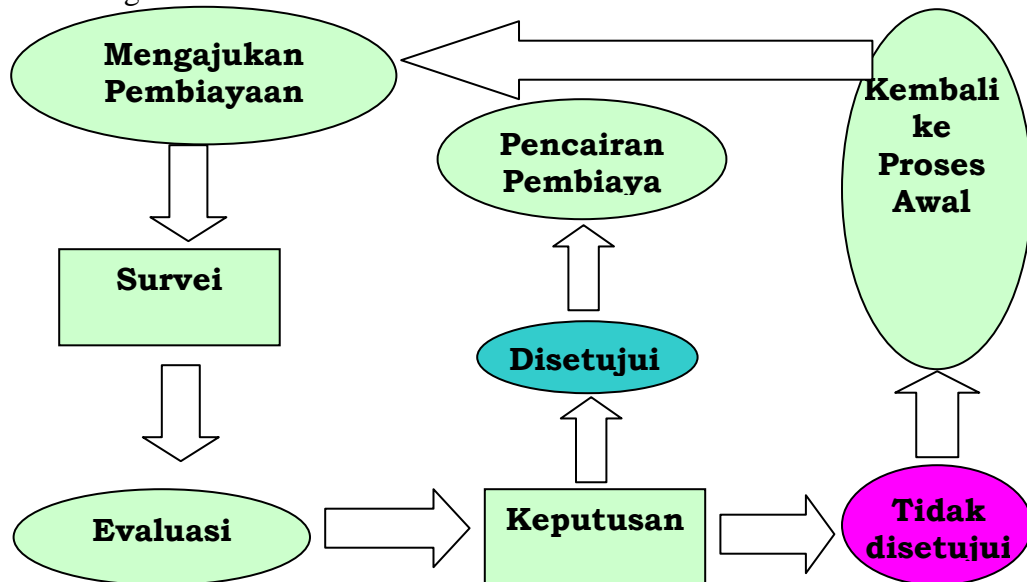 Mengajukan
Pembiayaan
Kembali
ke
Proses
Awal
Pencairan
Pembiaya
Survei
Disetujui
Evaluasi
Keputusan
Tidak
disetujui